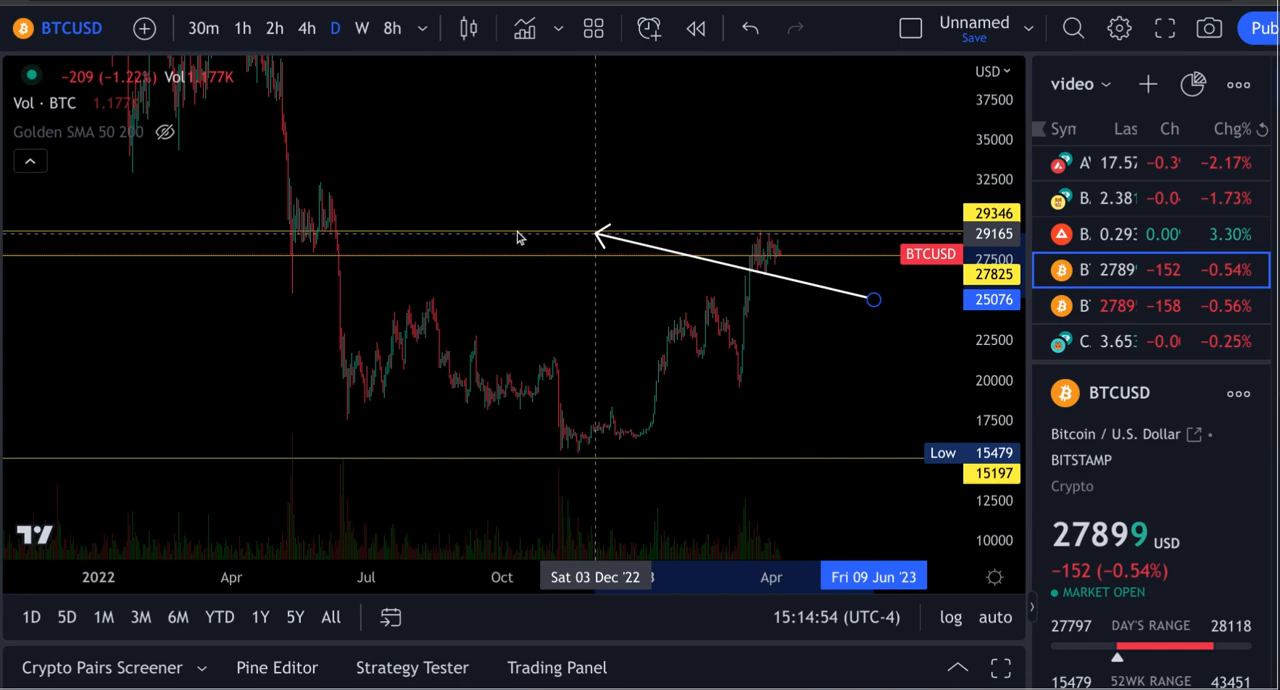 BTCUSD 30m 1h 2h 4h D W 8h Unnamed
Save Pub
−209 (−1.22%) Vol 1.177K
Vol · BTC 1.177K
Golden SMA 50 200
USD
37500
35000
32500
29346
29165
BTCUSD 27500
27825
25076
22500
20000
17500
Low 15479
15197
12500
10000
2022 Apr Jul Oct Sat 03 Dec '22 Apr Fri 09 Jun '23
1D 5D 1M 3M 6M YTD 1Y 5Y All 15:14:54 (UTC-4) log auto
Crypto Pairs Screener Pine Editor Strategy Tester Trading Panel
video
Sym Las Ch Chg%
17.57 −0.3 −2.17%
B. 2.381 −0.0 −1.73%
B. 0.293 0.00 3.30%
B 2789 −152 −0.54%
B 2789 −158 −0.56%
C. 3.653 −0.0 −0.25%
BTCUSD
Bitcoin / U.S. Dollar
BITSTAMP
Crypto
27899 USD
−152 (−0.54%)
MARKET OPEN
27797 DAY'S RANGE 28118
15479 52WK RANGE 43451